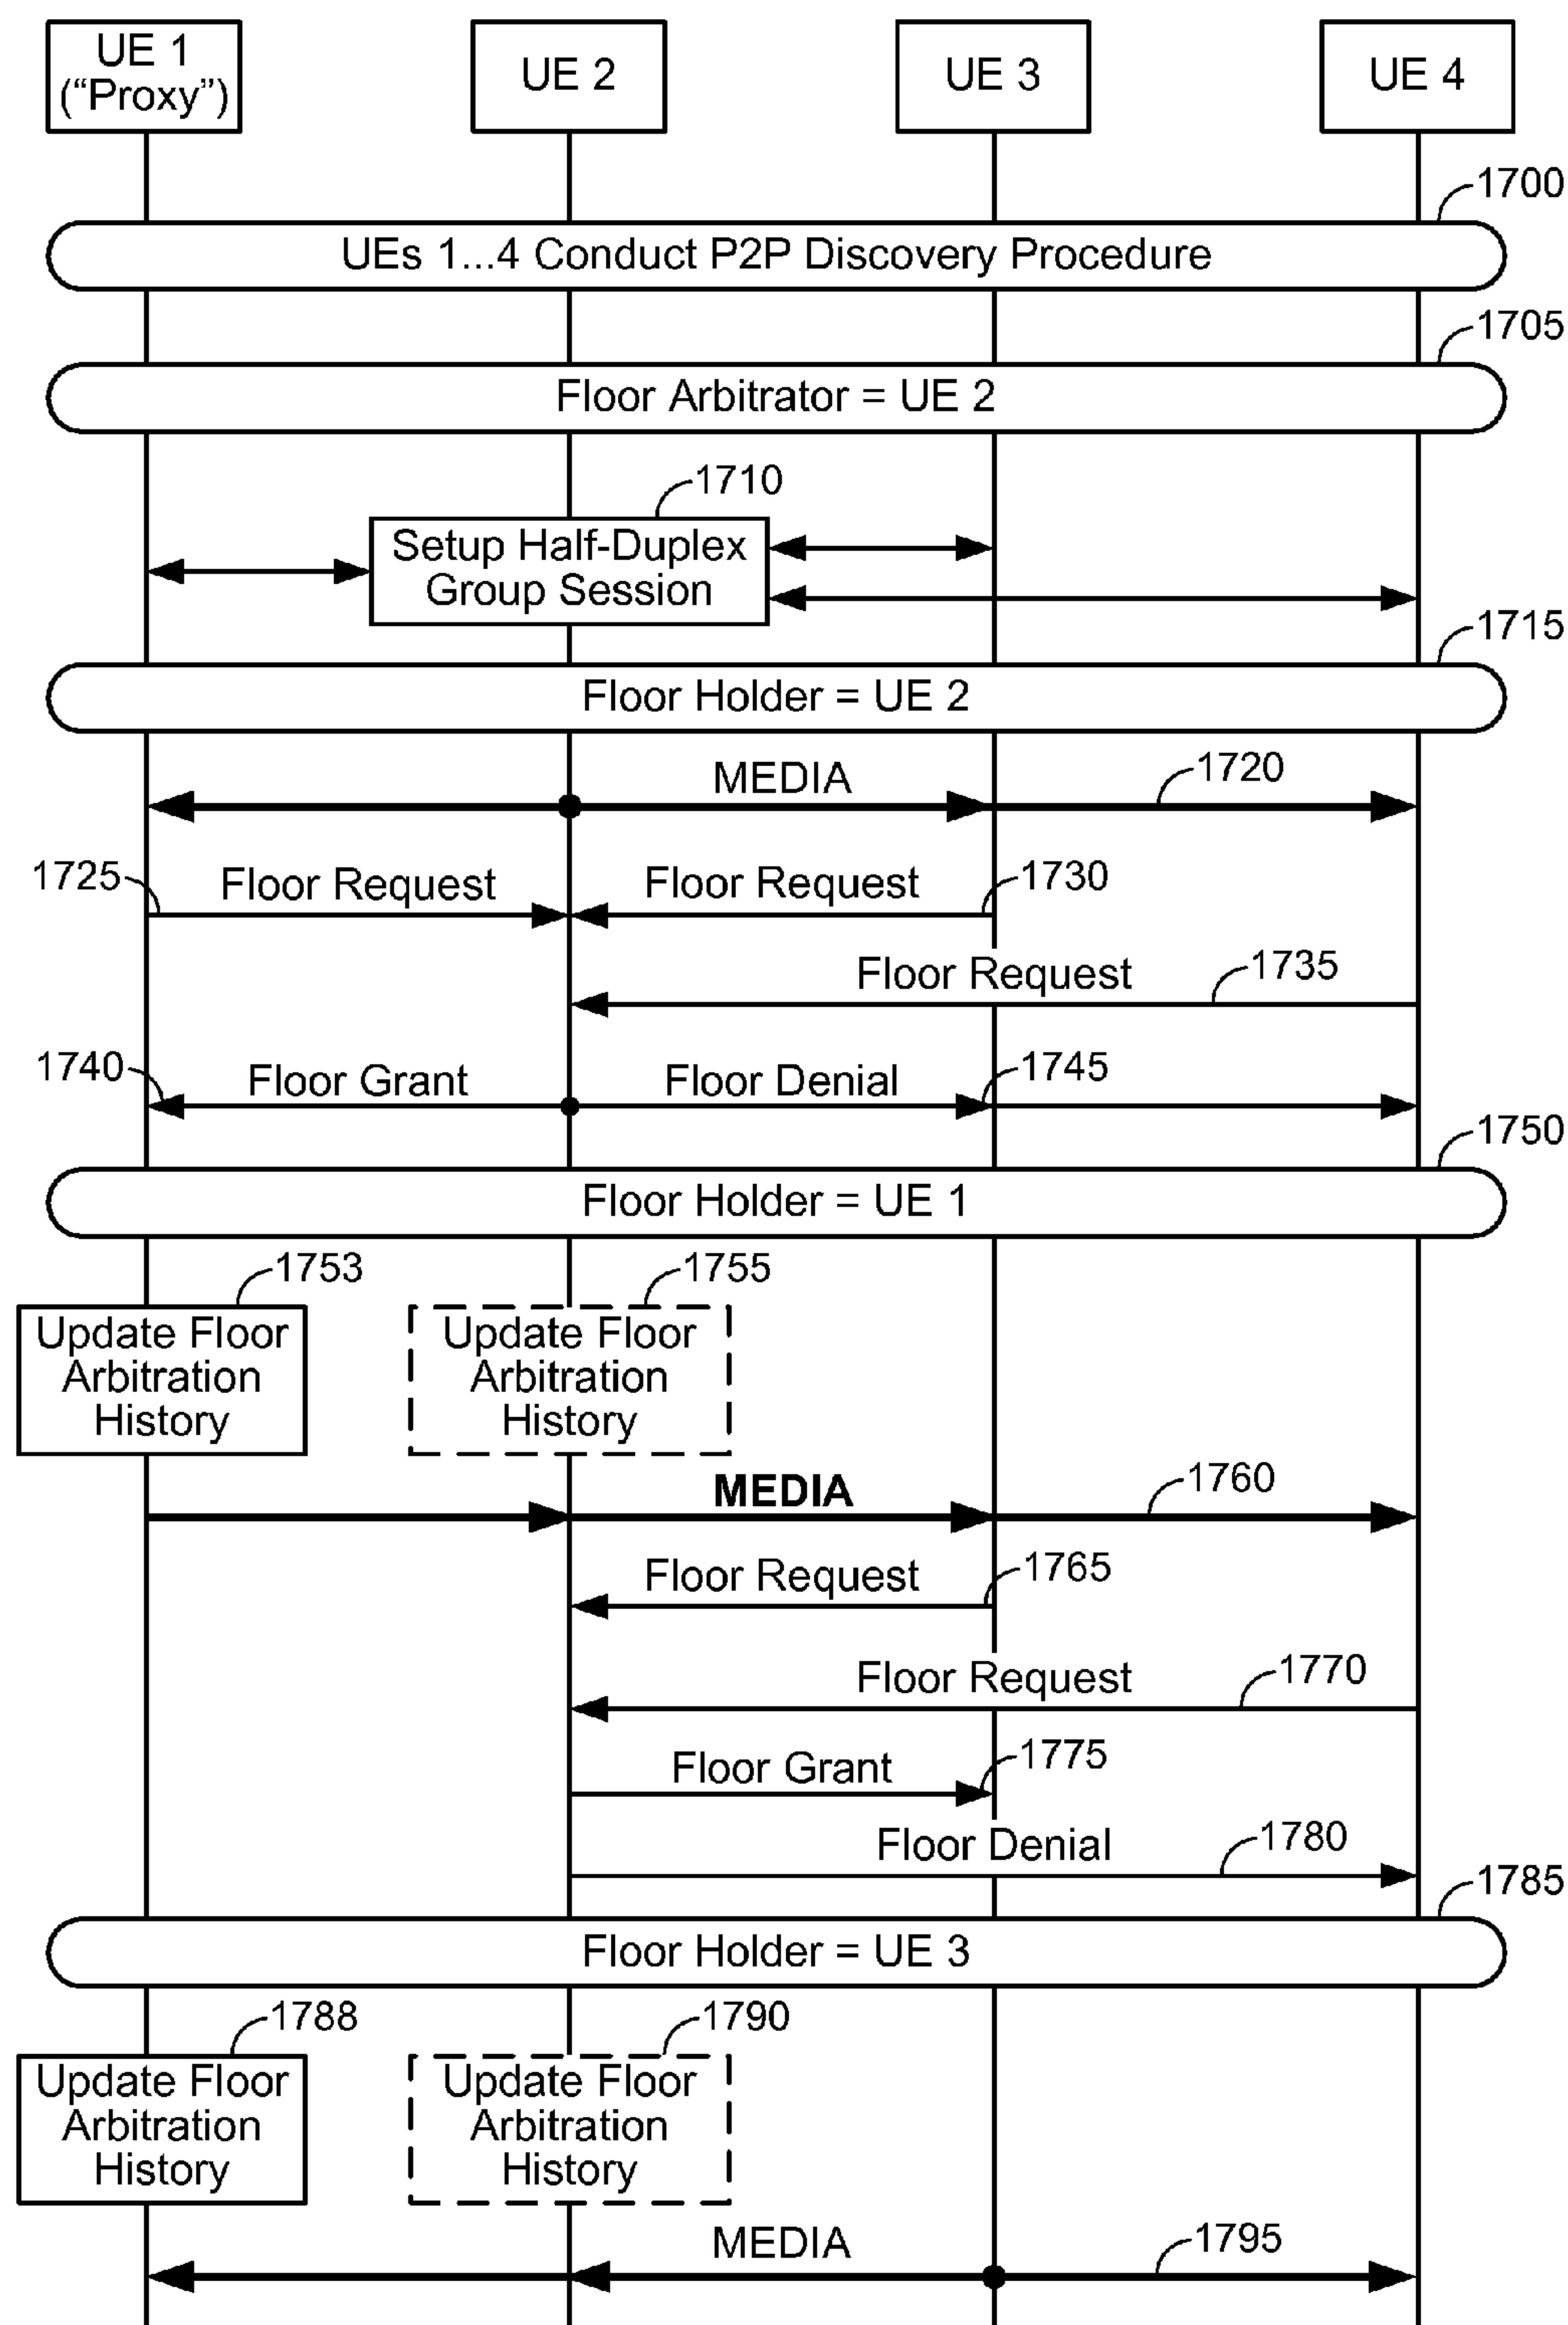 UE 1
(“Proxy”)
UE 2
UE 3
UE 4
1700
UEs 1...4 Conduct P2P Discovery Procedure
1705
Floor Arbitrator = UE 2
1710
Setup Half-Duplex
Group Session
1715
Floor Holder = UE 2
MEDIA
1720
1725
Floor Request
Floor Request
1730
Floor Request
1735
1740
Floor Grant
Floor Denial
1745
1750
Floor Holder = UE 1
1753
1755
Update Floor
Arbitration
History
Update Floor
Arbitration
History
MEDIA
1760
Floor Request
1765
Floor Request
1770
Floor Grant
1775
Floor Denial
1780
1785
Floor Holder = UE 3
1788
1790
Update Floor
Arbitration
History
Update Floor
Arbitration
History
MEDIA
1795